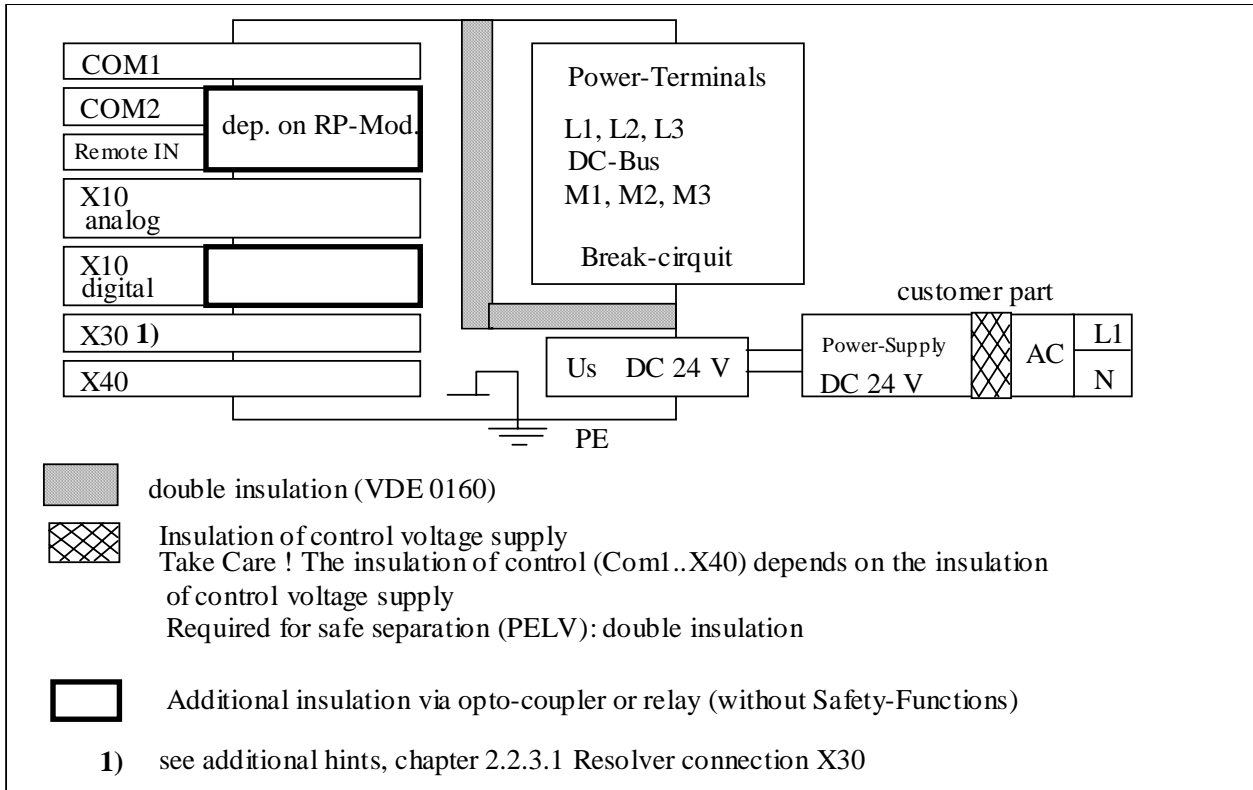 COM1
COM2
dep. on RP-Mod.
Remote IN
X10
analog
X10
digital
X30 1)
X40
Power-Terminals
L1, L2, L3
DC-Bus
M1, M2, M3
Break-cirquit
customer part
Us DC 24 V
Power-Supply
DC 24 V
AC
L1
N
PE
double insulation (VDE 0160)
Insulation of control voltage supply
Take Care ! The insulation of control (Com1..X40) depends on the insulation
of control voltage supply
Required for safe separation (PELV): double insulation
Additional insulation via opto-coupler or relay (without Safety-Functions)
1) see additional hints, chapter 2.2.3.1 Resolver connection X30